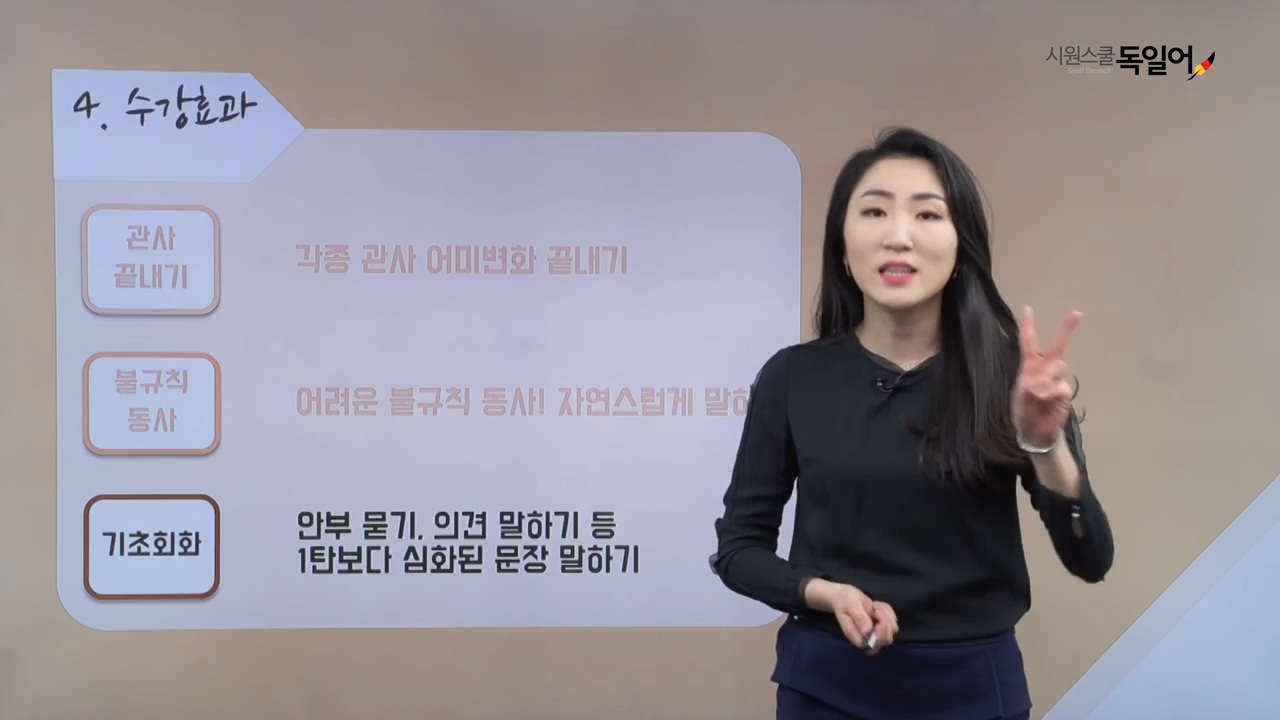 시원스쿨 독일어
4. 수강효과
관사
끝내기
각종 관사 어미변화 끝내기
불규칙
동사
어려운 불규칙 동사! 자연스럽게
기초회화
안부 묻기, 의견 말하기 등
1탄보다 심화된 문장 말하기